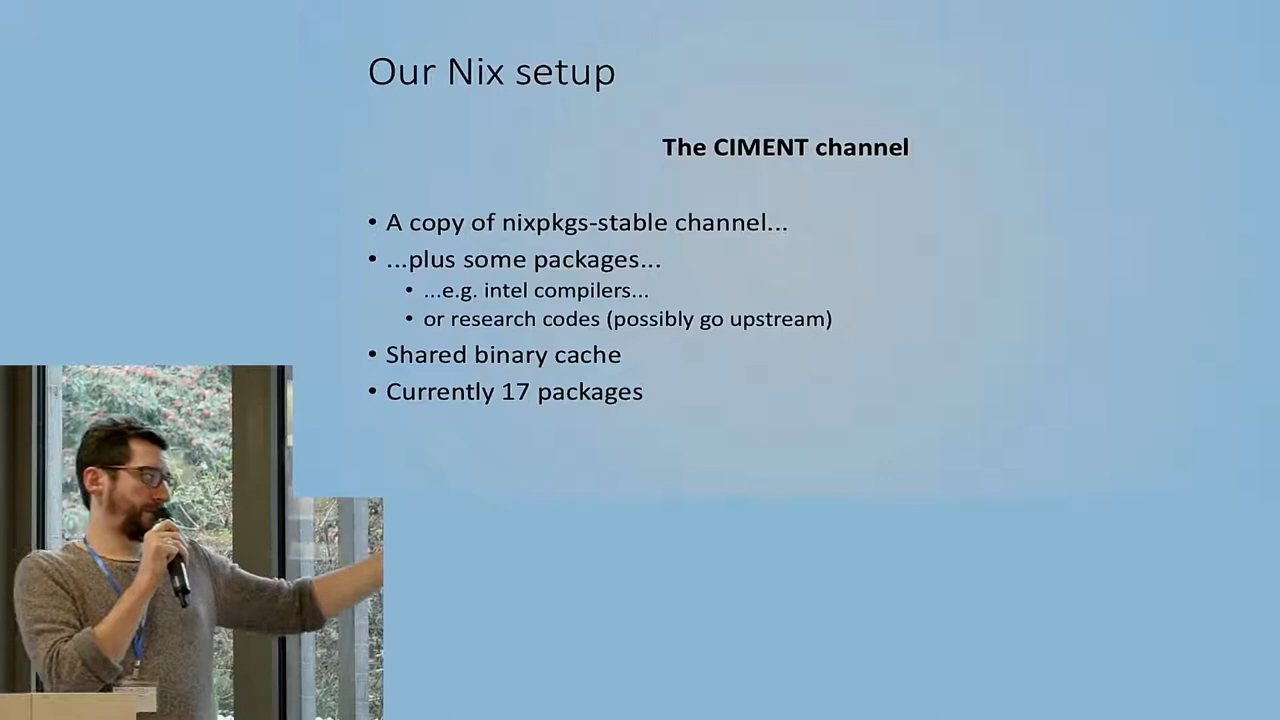 Our Nix setup
The CIMENT channel
• A copy of nixpkgs-stable channel...
• ...plus some packages...
• ...e.g. intel compilers...
• or research codes (possibly go upstream)
• Shared binary cache
• Currently 17 packages